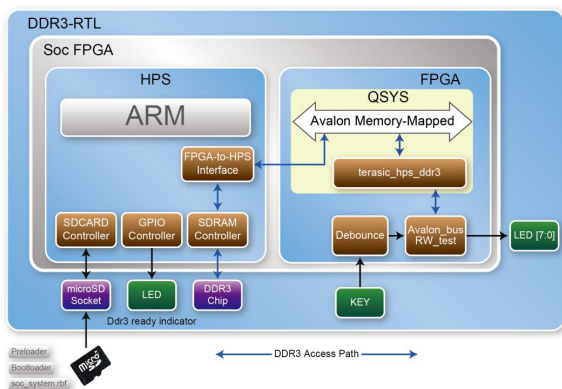 DDR3-RTL
Soc FPGA
HPS
FPGA
ARM
QSYS
Avalon Memory-Mapped
FPGA-to-HPS
Interface
terasic_hps_ddr3
SDCARD
Controller
GPIO
Controller
SDRAM
Controller
Debounce
Avalon_bus
RW_test
LED [7:0]
microSD
Socket
LED
DDR3
Chip
KEY
Ddr3 ready indicator
Preloader
Bootloader
soc_system.rbf
micro
SD
DDR3 Access Path